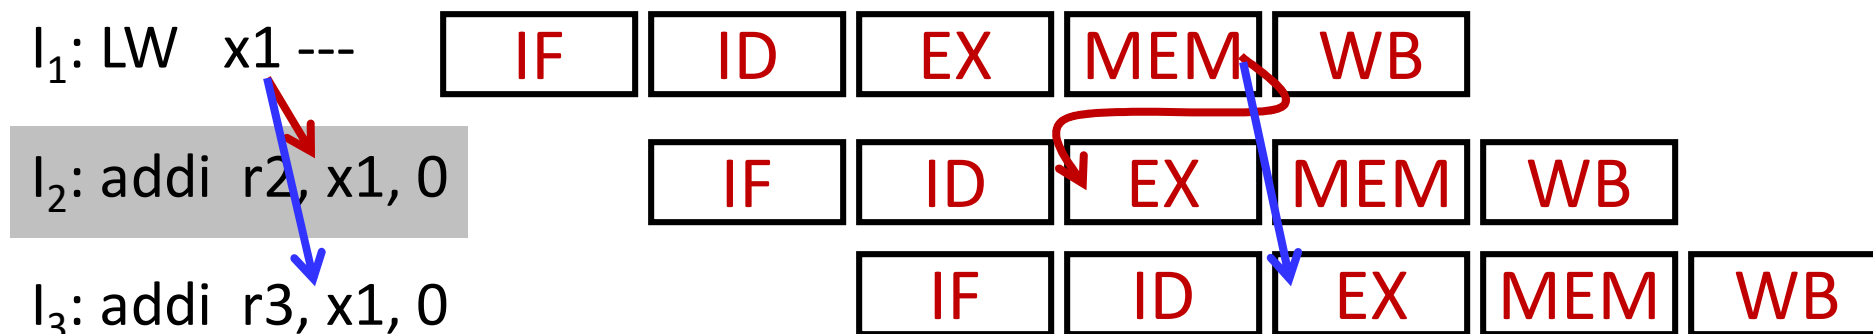 I₁: LW x1 --- IF ID EX MEM WB
I₂: addi r2, x1, 0 IF ID EX MEM WB
I₃: addi r3, x1, 0 IF ID EX MEM WB